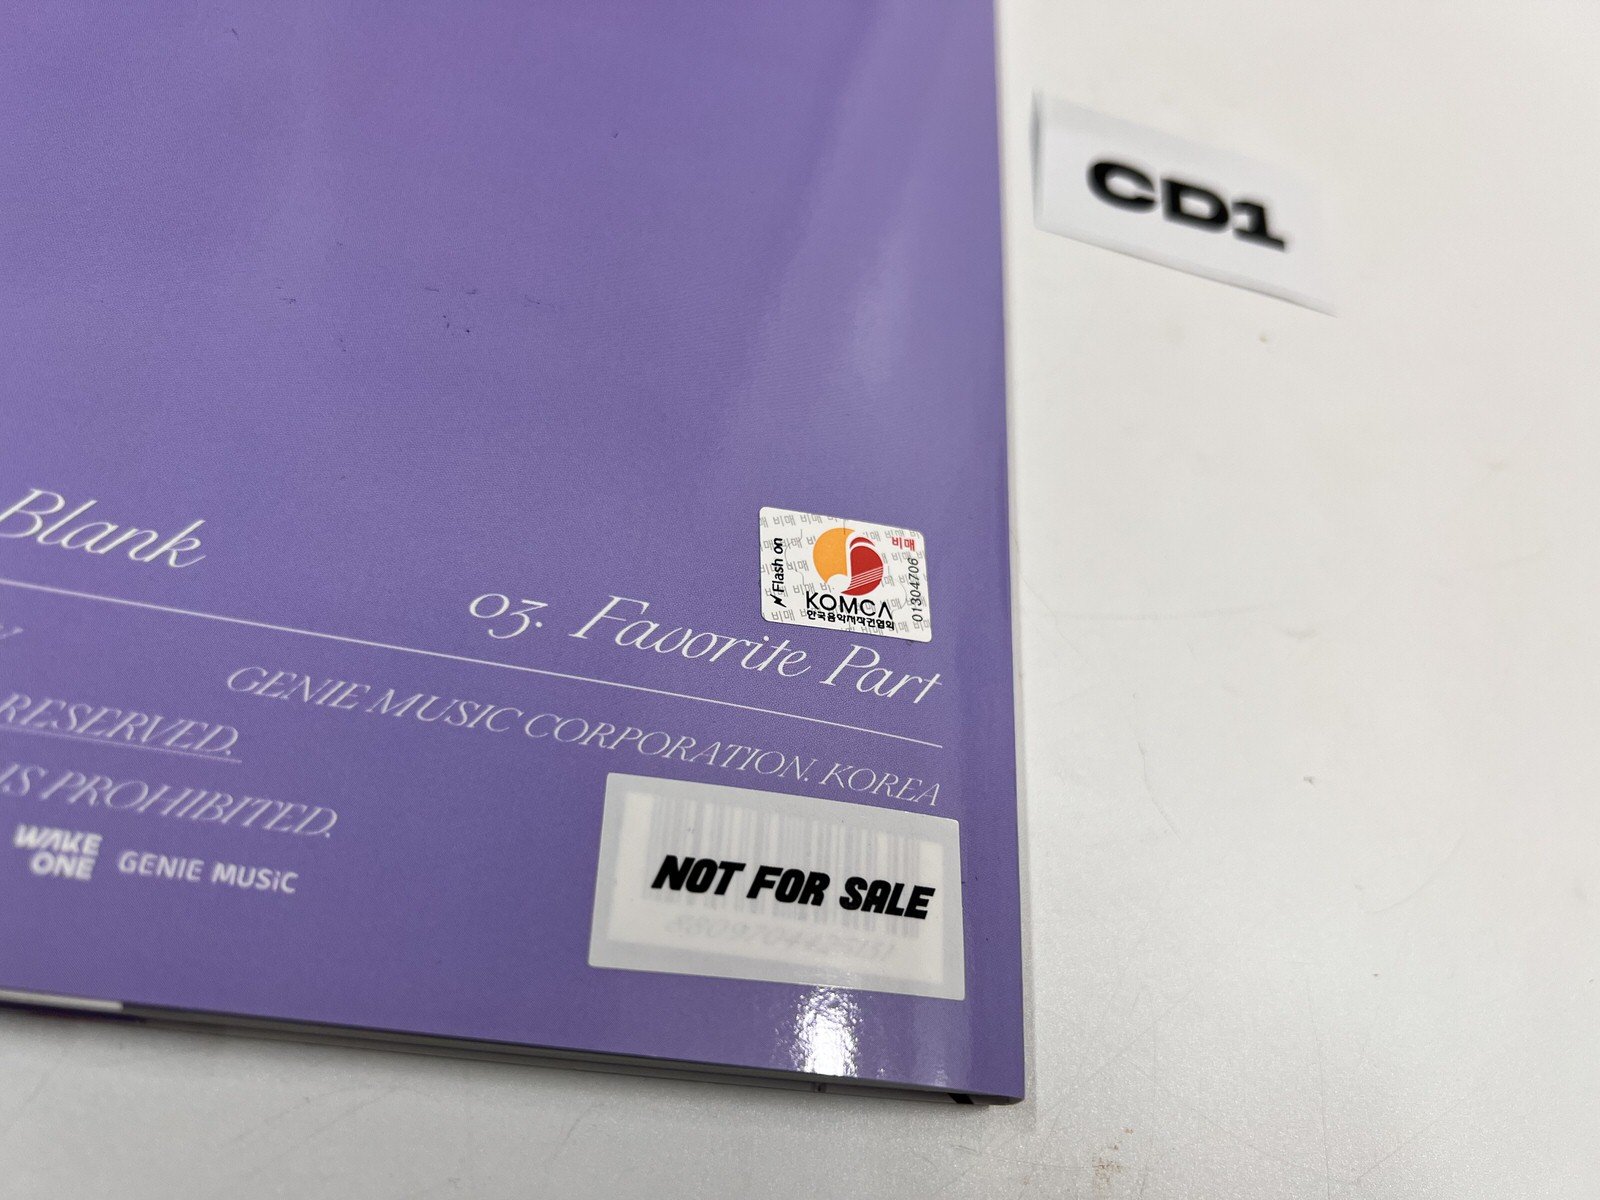 CD1
Blank
03. Favorite Part
Flash on
비매
KOMCA
한국음악저작권협회
01304706
GENIE MUSIC CORPORATION. KOREA
RESERVED.
IS PROHIBITED.
WAKE
ONE
GENIE MUSIC
NOT FOR SALE